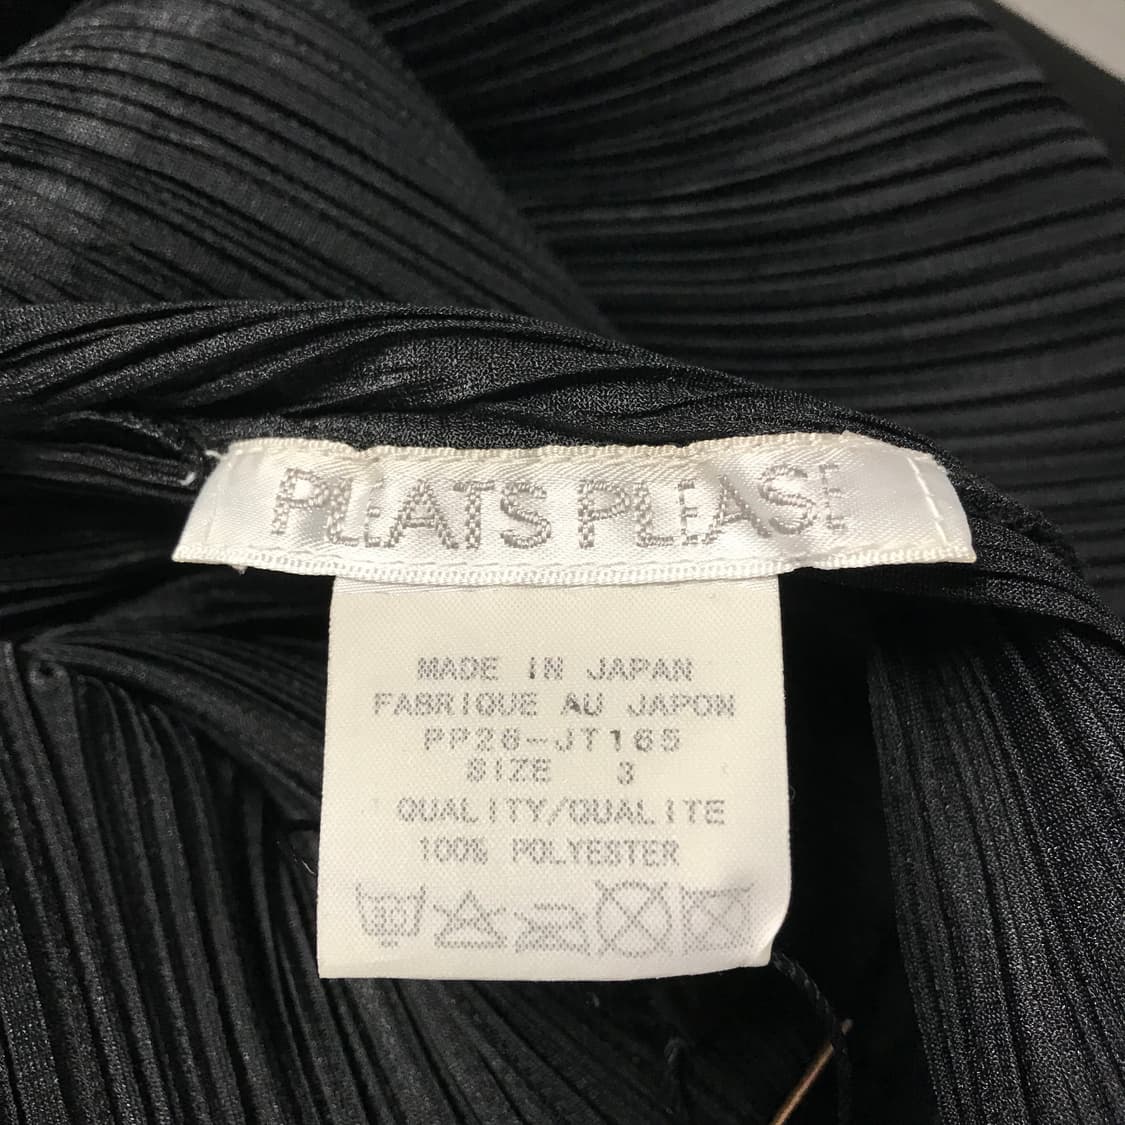 PLEATS PLEASE
MADE IN JAPAN
FABRIQUE AU JAPON
PP26-JT165
SIZE 3
QUALITY/QUALITE
100% POLYESTER